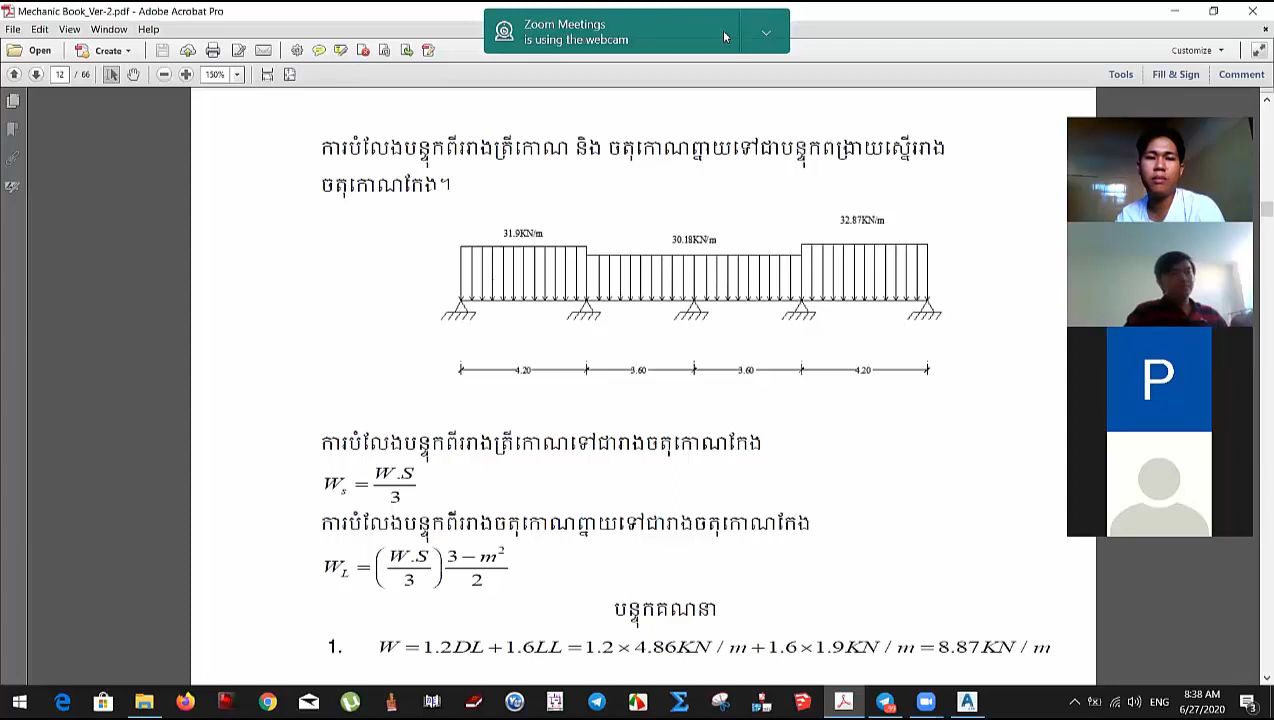 Mechanic Book_Ver-2.pdf - Adobe Acrobat Pro
File Edit View Window Help
Zoom Meetings
is using the webcam
Open
Create
Customize
12 / 66
150%
Tools
Fill & Sign
Comment
ការបំលែងបន្ទុកពីររាងត្រីកោណ និង ចតុកោណព្នាយទៅជាបន្ទុកពង្រាយស្នើររាង
ចតុកោណកែង។
31.9KN/m
30.18KN/m
32.87KN/m
4.20
3.60
3.60
4.20
ការបំលែងបន្ទុកពីររាងត្រីកោណទៅជារាងចតុកោណកែង
W_s = W.S / 3
ការបំលែងបន្ទុកពីររាងចតុកោណព្នាយទៅជារាងចតុកោណកែង
W_L = (W.S / 3) 3 − m² / 2
បន្ទុកគណនា
1. W = 1.2DL + 1.6LL = 1.2 × 4.86KN / m + 1.6 × 1.9KN / m = 8.87KN / m
P
ENG
8:38 AM
6/27/2020